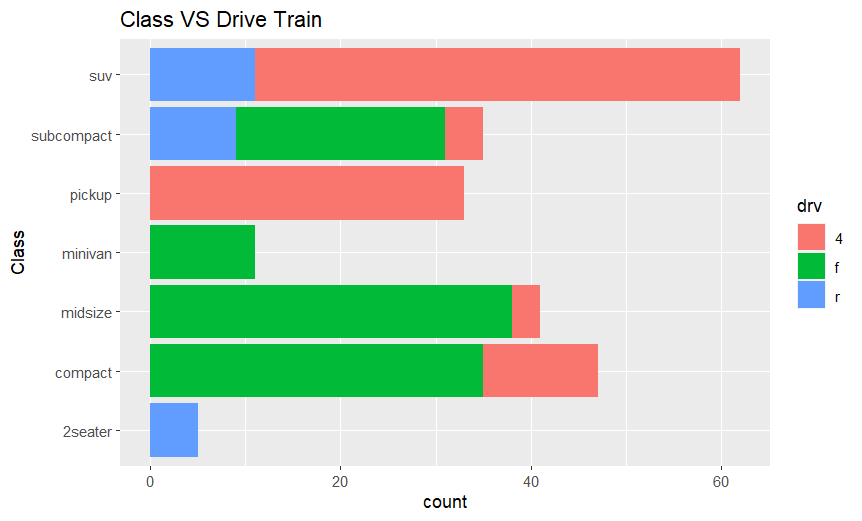 Class VS Drive Train
suv
subcompact
pickup
minivan
midsize
compact
2seater
Class
0 20 40 60
count
drv
4
f
r